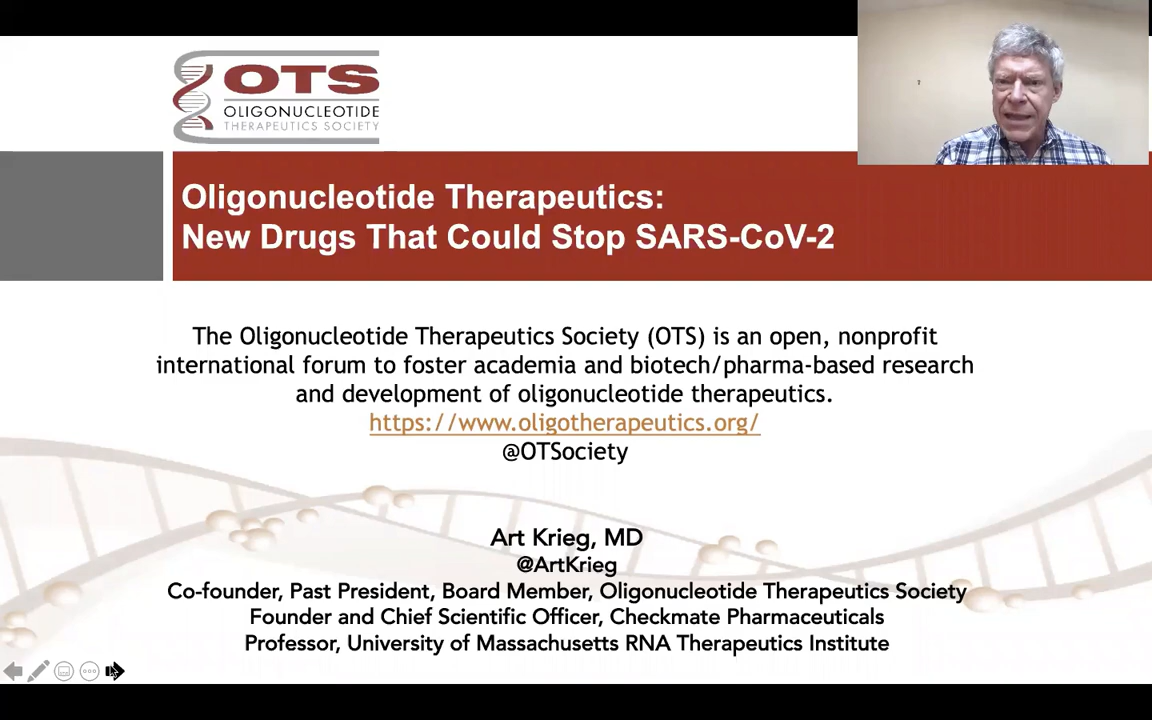 OTS
OLIGONUCLEOTIDE
THERAPEUTICS SOCIETY
Oligonucleotide Therapeutics:
New Drugs That Could Stop SARS-CoV-2
The Oligonucleotide Therapeutics Society (OTS) is an open, nonprofit
international forum to foster academia and biotech/pharma-based research
and development of oligonucleotide therapeutics.
https://www.oligotherapeutics.org/
@OTSociety
Art Krieg, MD
@ArtKrieg
Co-founder, Past President, Board Member, Oligonucleotide Therapeutics Society
Founder and Chief Scientific Officer, Checkmate Pharmaceuticals
Professor, University of Massachusetts RNA Therapeutics Institute